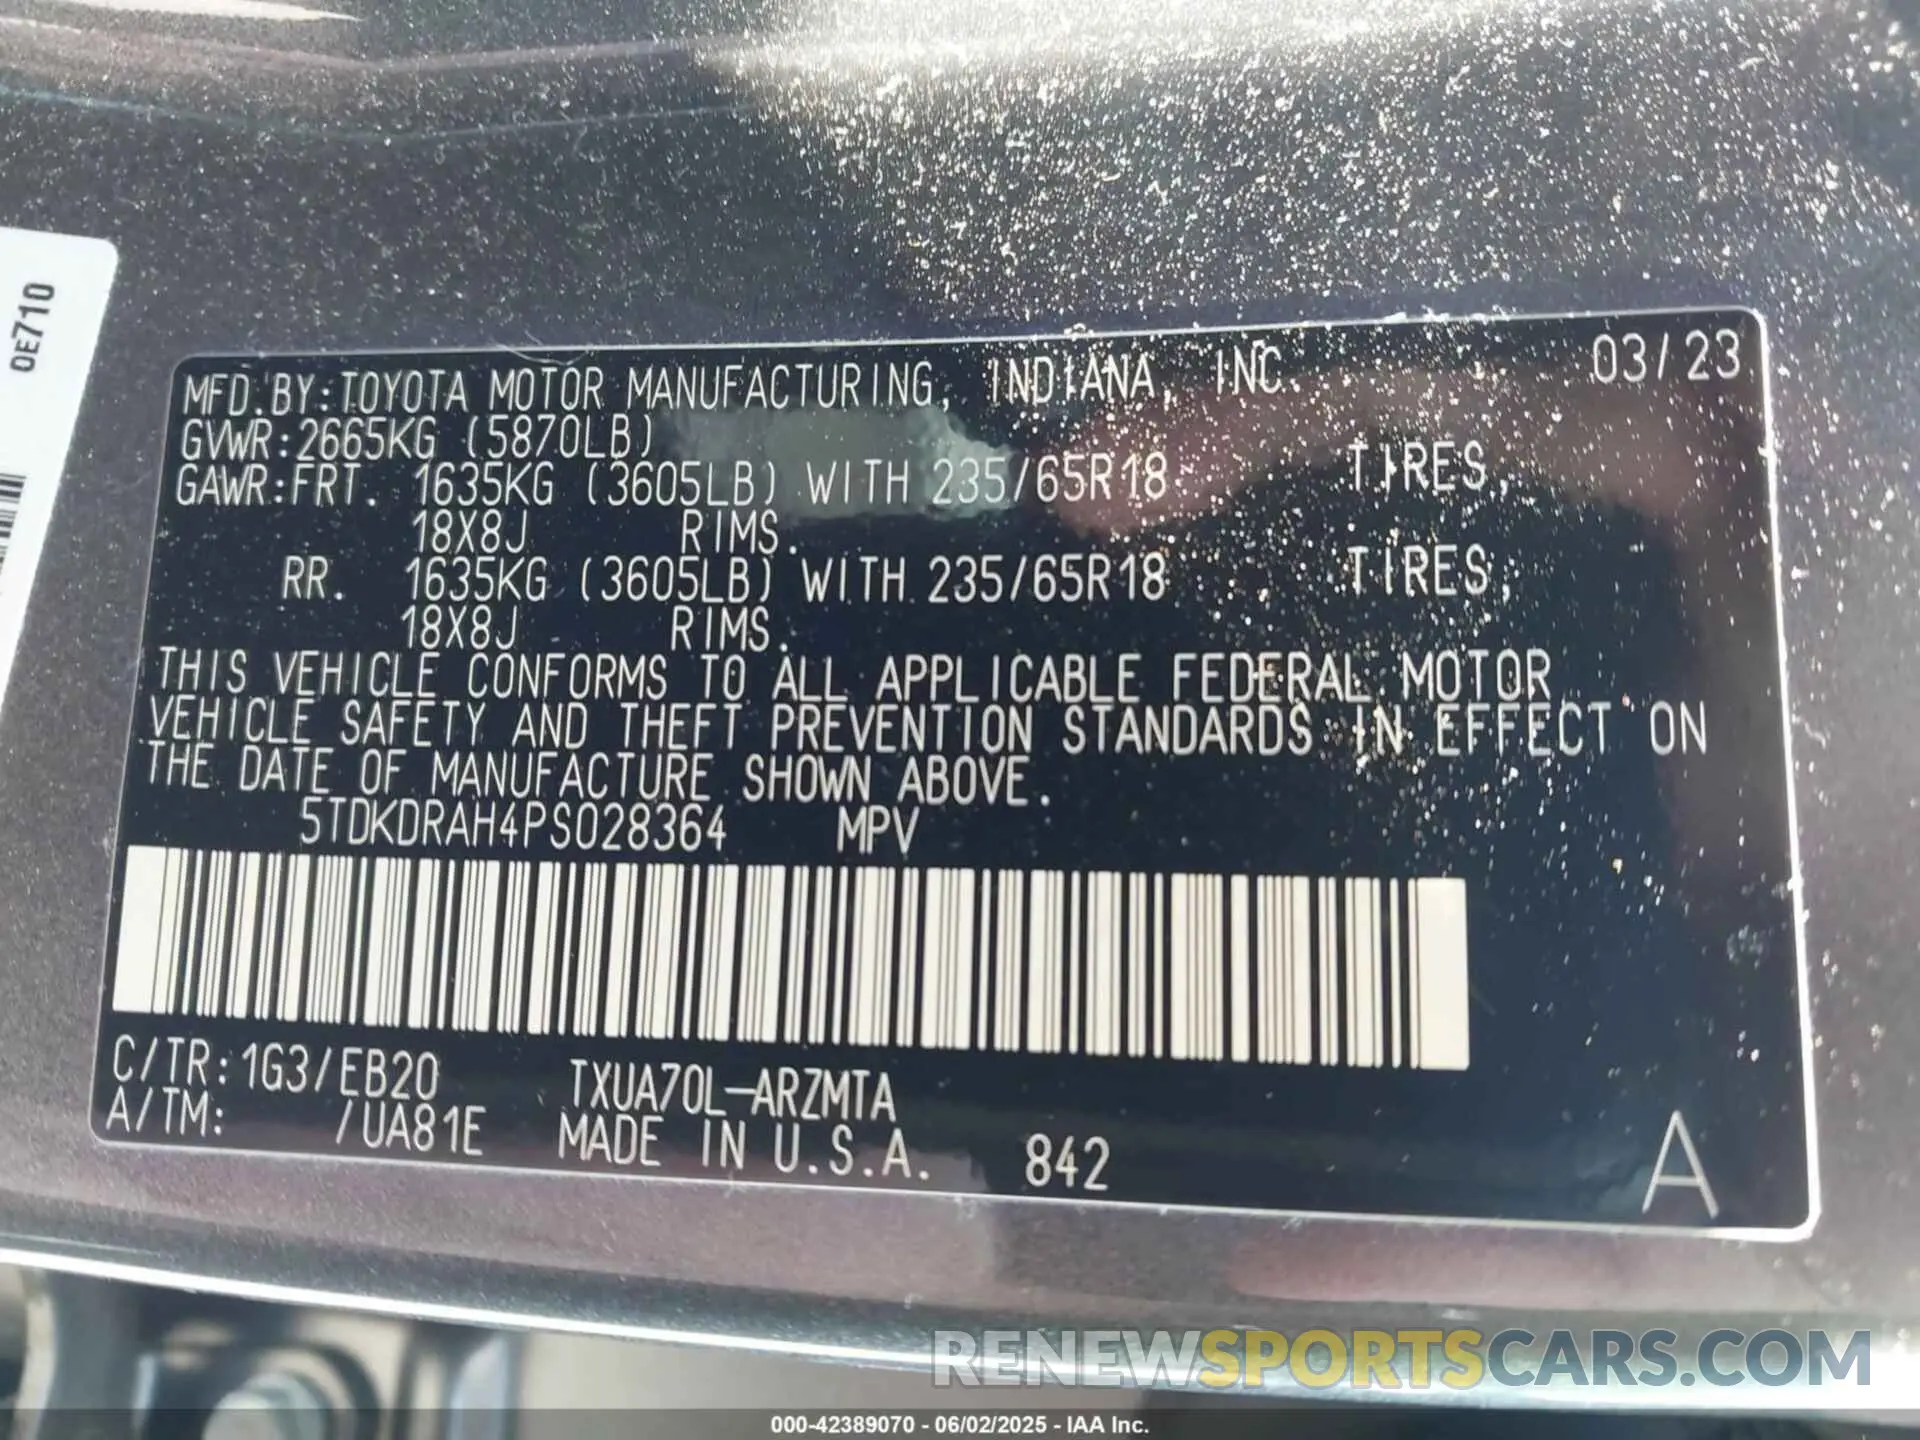 0E710
MFD.BY:TOYOTA MOTOR MANUFACTURING, INDIANA, INC. 03/23
GVWR:2665KG (5870LB)
GAWR:FRT. 1635KG (3605LB) WITH 235/65R18 TIRES,
18X8J RIMS.
RR. 1635KG (3605LB) WITH 235/65R18 TIRES,
18X8J RIMS.
THIS VEHICLE CONFORMS TO ALL APPLICABLE FEDERAL MOTOR
VEHICLE SAFETY AND THEFT PREVENTION STANDARDS IN EFFECT ON
THE DATE OF MANUFACTURE SHOWN ABOVE.
5TDKDRAH4PS028364 MPV
C/TR:1G3/EB20 TXUA70L-ARZMTA
A/TM: /UA81E MADE IN U.S.A. 842 A
RENEWSPORTSCARS.COM
000-42389070 - 06/02/2025 - IAA Inc.